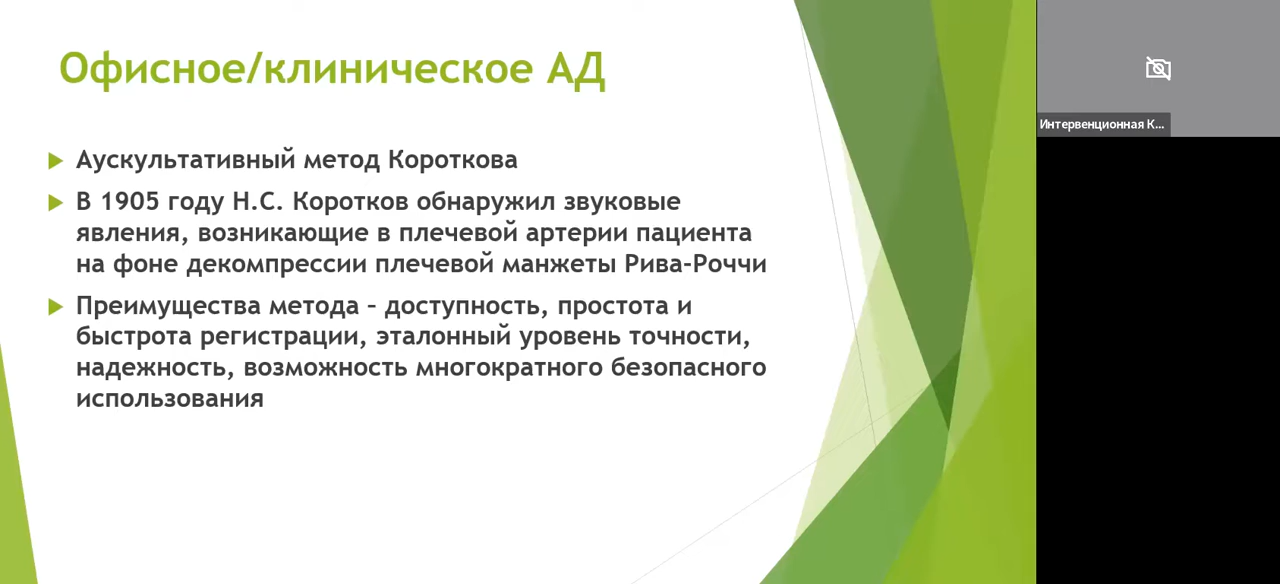 Офисное/клиническое АД
Аускультативный метод Короткова
В 1905 году Н.С. Коротков обнаружил звуковые
явления, возникающие в плечевой артерии пациента
на фоне декомпрессии плечевой манжеты Рива-Роччи
Преимущества метода – доступность, простота и
быстрота регистрации, эталонный уровень точности,
надежность, возможность многократного безопасного
использования
Интервенционная К...